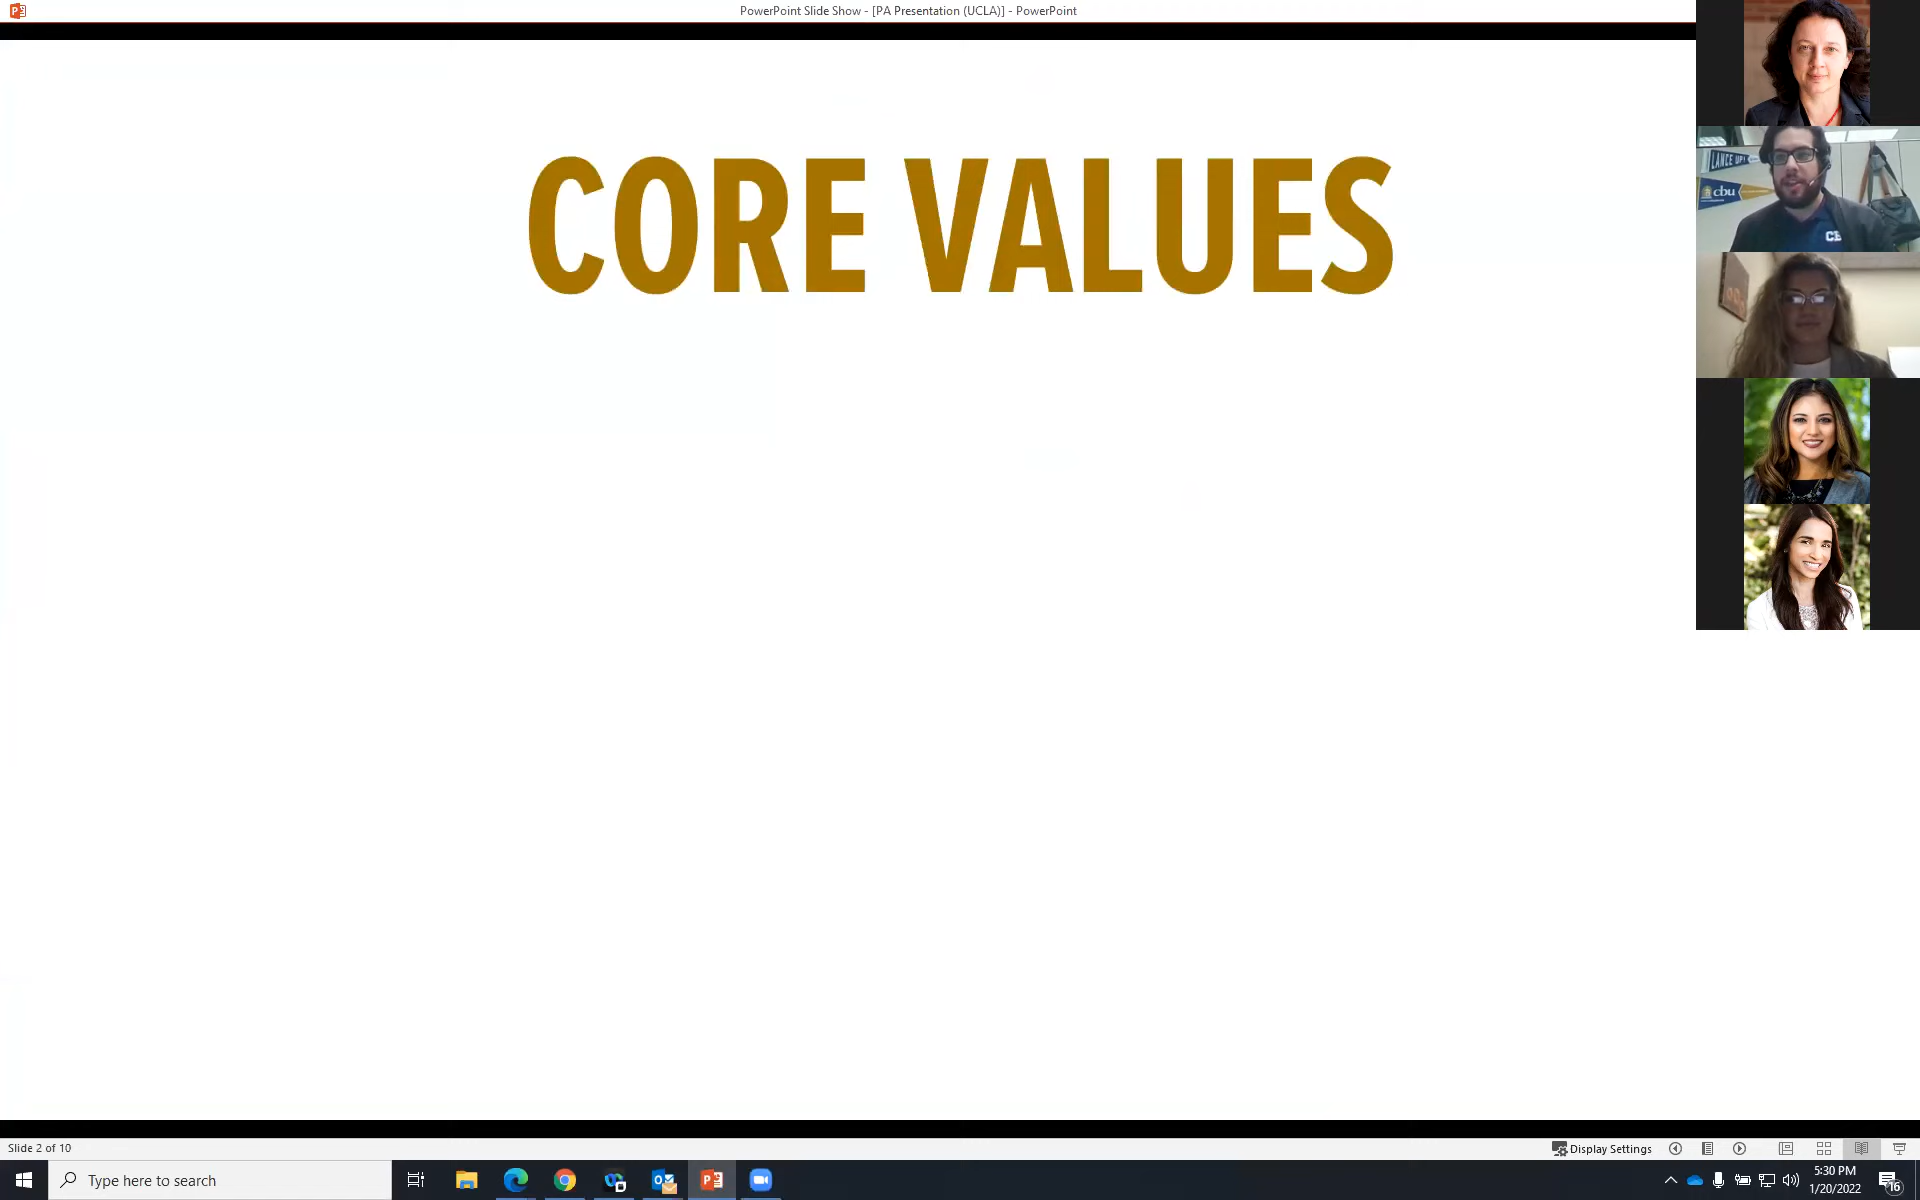 PowerPoint Slide Show - [PA Presentation (UCLA)] - PowerPoint
CORE VALUES
LANCE UP!
cbu
Slide 2 of 10
Display Settings
Type here to search
5:30 PM
1/20/2022
16